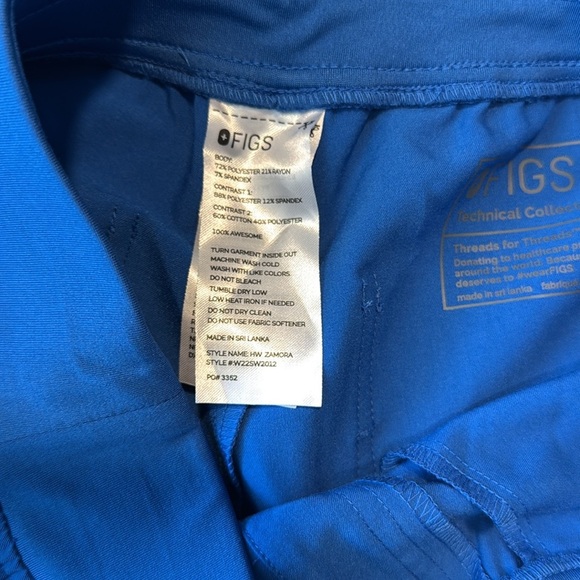 FIGS
BODY:
72% POLYESTER 21% RAYON
7% SPANDEX
CONTRAST 1:
88% POLYESTER 12% SPANDEX
CONTRAST 2:
60% COTTON 40% POLYESTER
100% AWESOME
TURN GARMENT INSIDE OUT
MACHINE WASH COLD
WASH WITH LIKE COLORS
DO NOT BLEACH
TUMBLE DRY LOW
LOW HEAT IRON IF NEEDED
DO NOT DRY CLEAN
DO NOT USE FABRIC SOFTENER
MADE IN SRI LANKA
STYLE NAME: HW ZAMORA
STYLE #:W22SW2012
PO# 3352
FIGS
Technical Collec
Threads for Threads
Donating to healthcare p
around the world. Becaus
deserves to #wearFIGS
made in sri lanka fabriqu